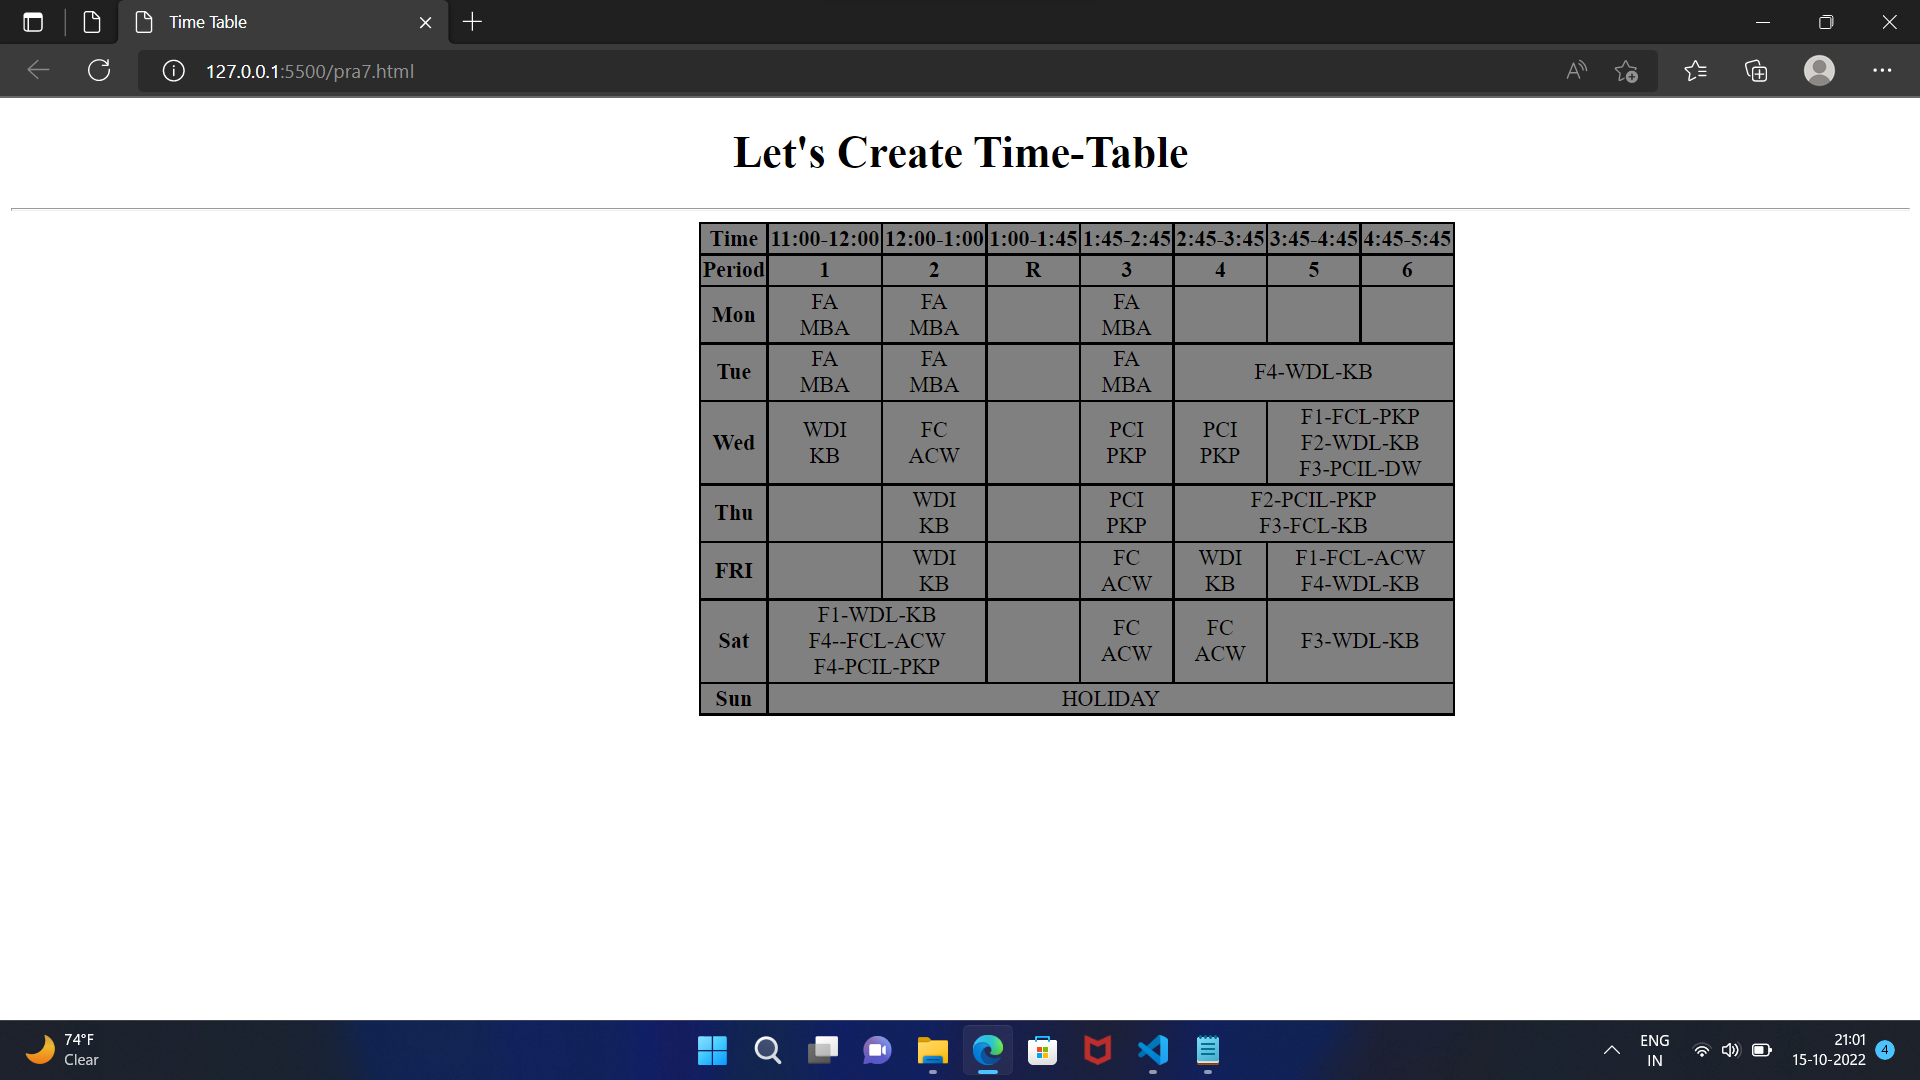 Time Table
127.0.0.1:5500/pra7.html
Let's Create Time-Table
Time 11:00-12:00 12:00-1:00 1:00-1:45 1:45-2:45 2:45-3:45 3:45-4:45 4:45-5:45
Period 1 2 R 3 4 5 6
Mon
FA
MBA
FA
MBA
FA
MBA
Tue
FA
MBA
FA
MBA
FA
MBA
F4-WDL-KB
Wed
WDI
KB
FC
ACW
PCI
PKP
PCI
PKP
F1-FCL-PKP
F2-WDL-KB
F3-PCIL-DW
Thu
WDI
KB
PCI
PKP
F2-PCIL-PKP
F3-FCL-KB
FRI
WDI
KB
FC
ACW
WDI
KB
F1-FCL-ACW
F4-WDL-KB
Sat
F1-WDL-KB
F4--FCL-ACW
F4-PCIL-PKP
FC
ACW
FC
ACW
F3-WDL-KB
Sun
HOLIDAY
74°F
Clear
ENG
IN
21:01
15-10-2022
4